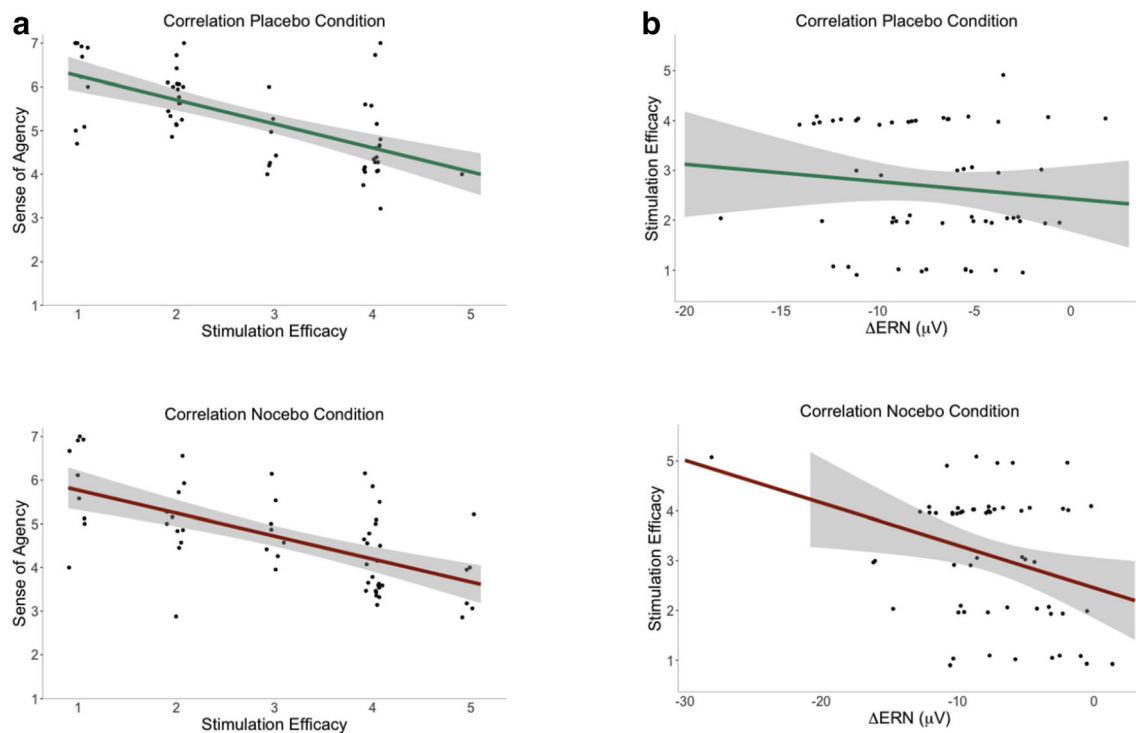 a
Correlation Placebo Condition
Sense of Agency
7
6
5
4
3
2
1
1 2 3 4 5
Stimulation Efficacy
b
Correlation Placebo Condition
Stimulation Efficacy
5
4
3
2
1
-20 -15 -10 -5 0
ΔERN (µV)
Correlation Nocebo Condition
Sense of Agency
7
6
5
4
3
2
1
1 2 3 4 5
Stimulation Efficacy
Correlation Nocebo Condition
Stimulation Efficacy
5
4
3
2
1
-30 -20 -10 0
ΔERN (µV)